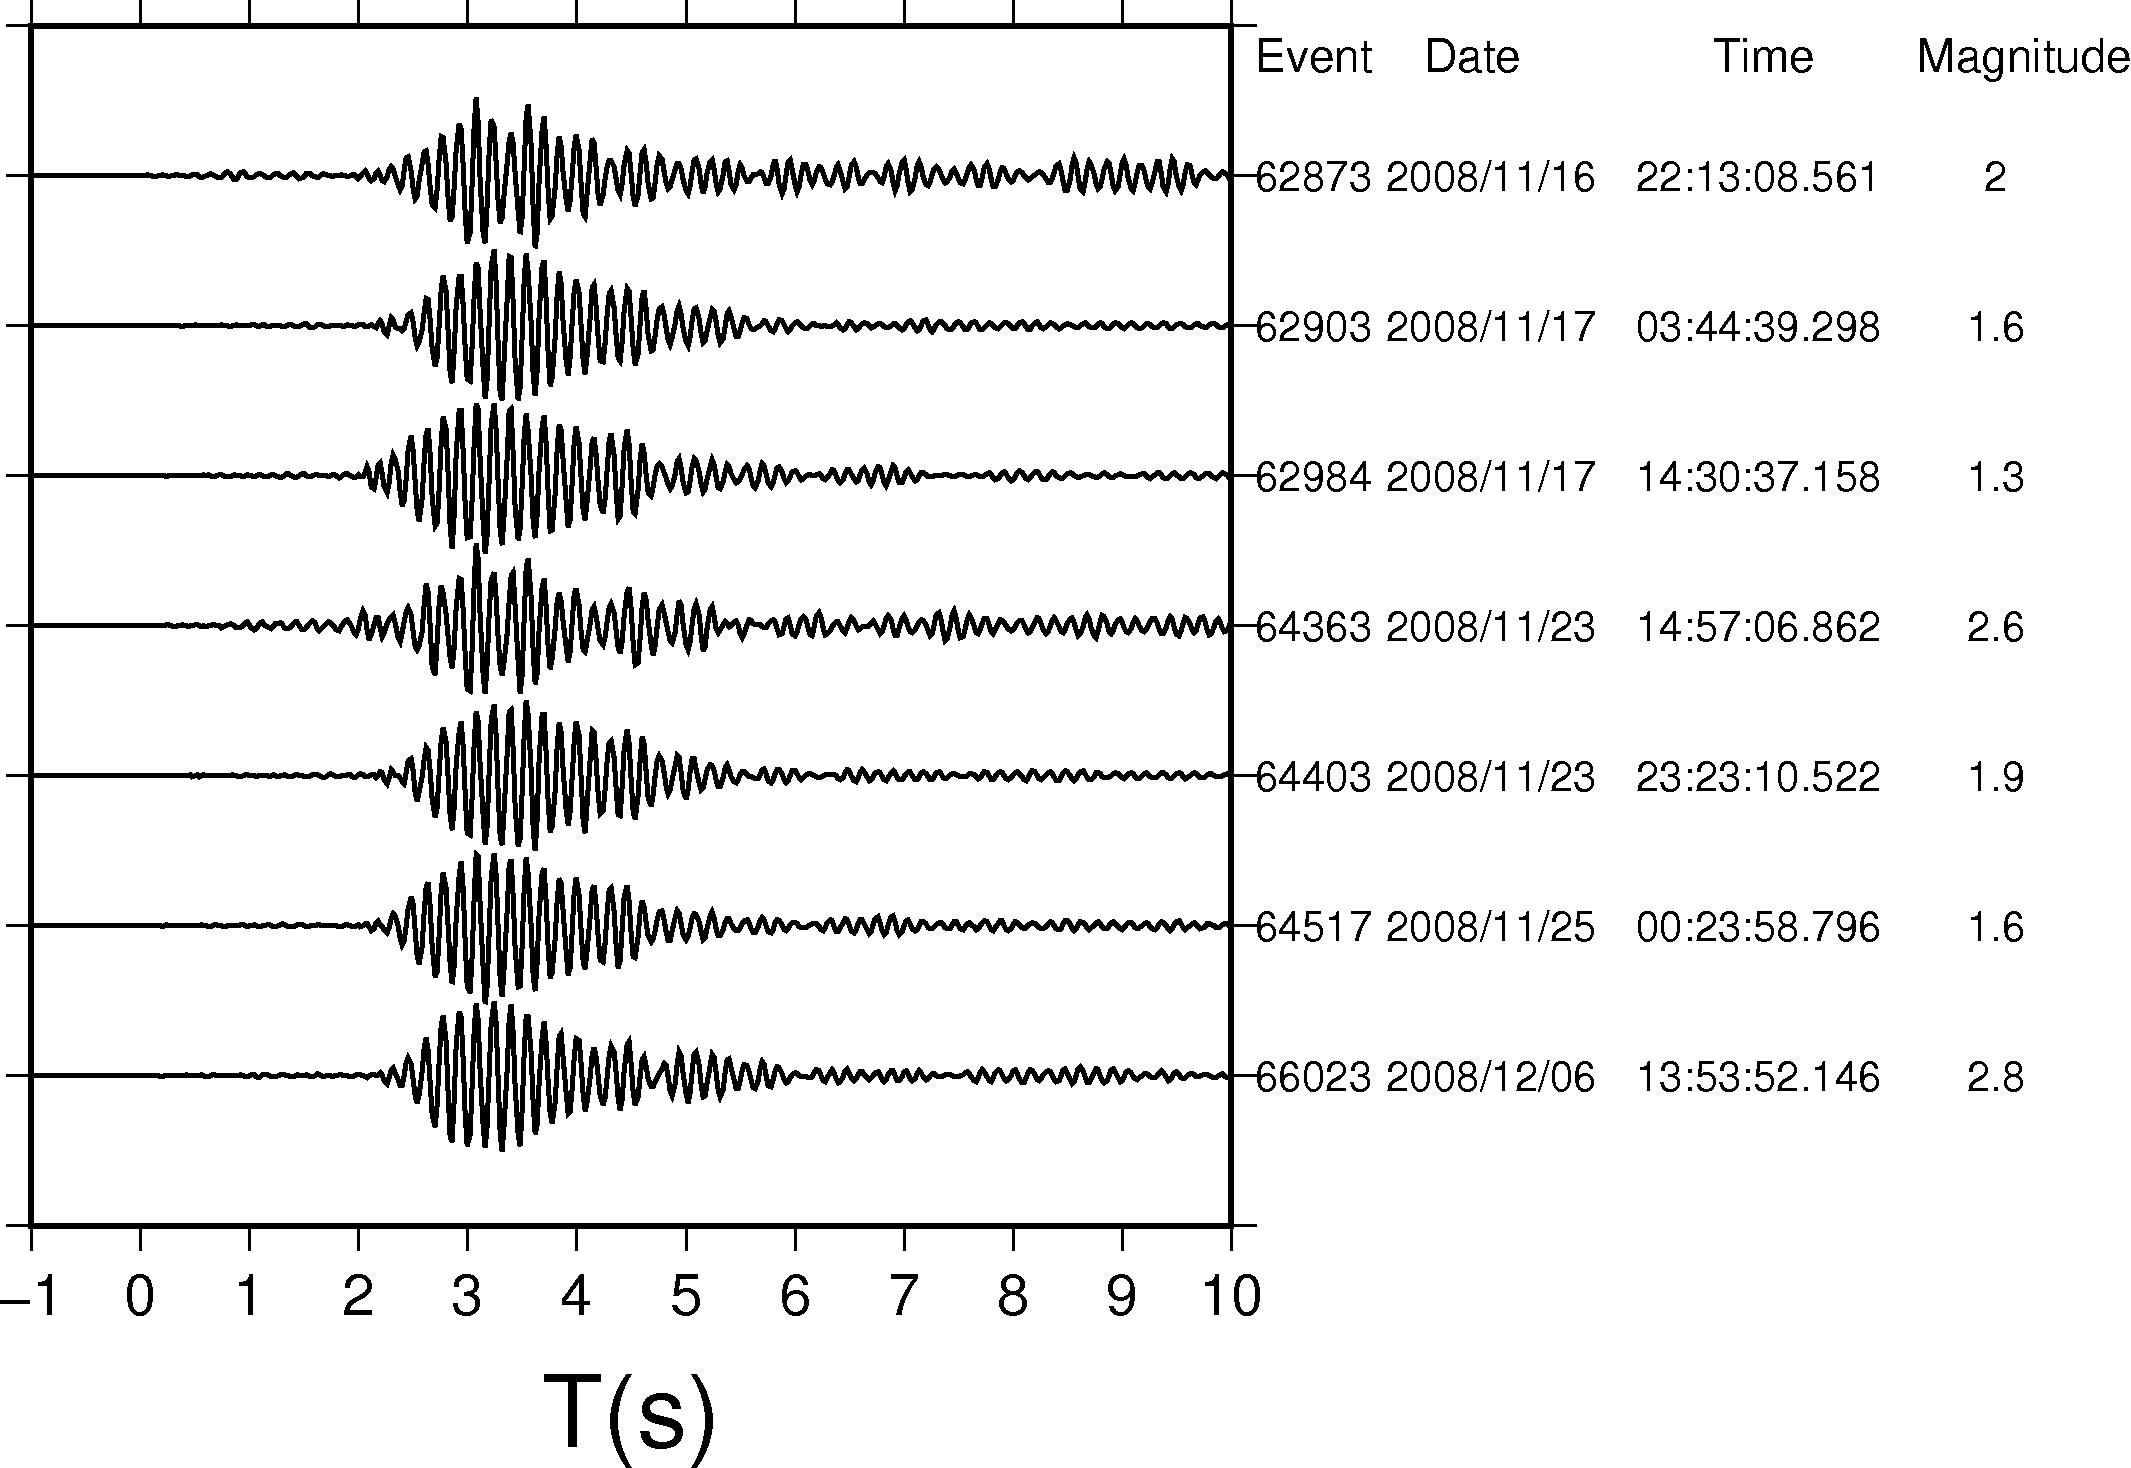 Event Date Time Magnitude
62873 2008/11/16 22:13:08.561 2
62903 2008/11/17 03:44:39.298 1.6
62984 2008/11/17 14:30:37.158 1.3
64363 2008/11/23 14:57:06.862 2.6
64403 2008/11/23 23:23:10.522 1.9
64517 2008/11/25 00:23:58.796 1.6
66023 2008/12/06 13:53:52.146 2.8
−1 0 1 2 3 4 5 6 7 8 9 10
T(s)